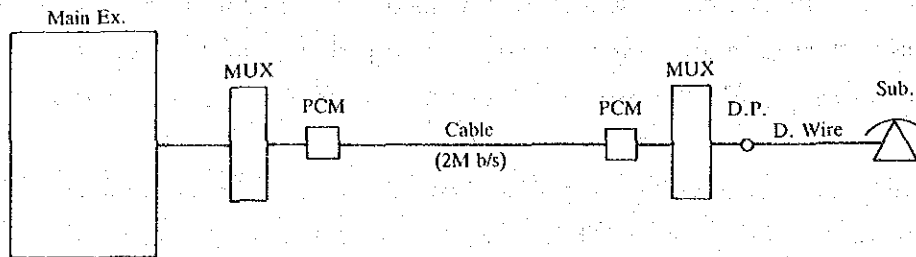 Main Ex.
MUX
PCM
Cable
(2M b/s)
PCM
MUX
D.P.
D. Wire
Sub.